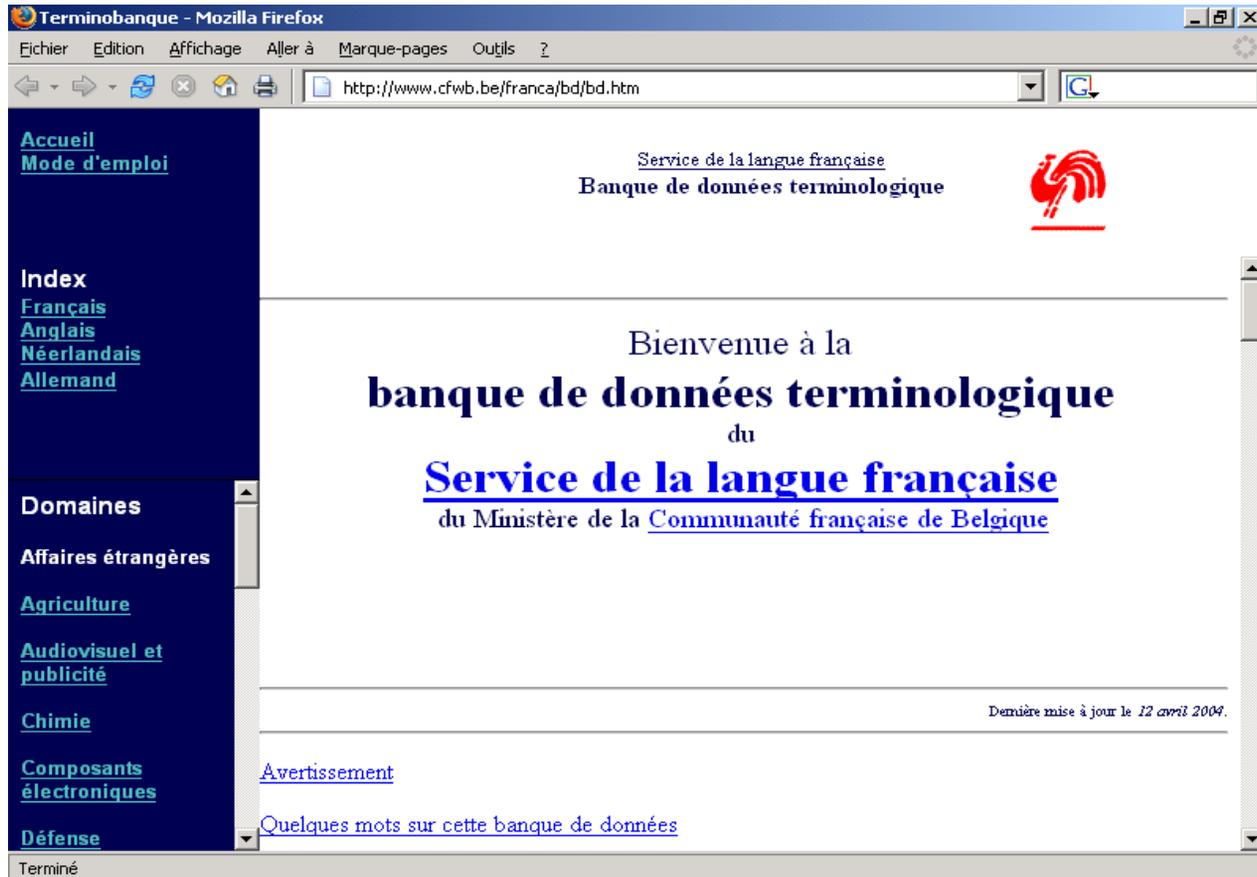 Terminobanque - Mozilla Firefox
Fichier Edition Affichage Aller à Marque-pages Outils ?
http://www.cfwb.be/franca/bd/bd.htm
G
Accueil
Mode d'emploi
Index
Français
Anglais
Néerlandais
Allemand
Domaines
Affaires étrangères
Agriculture
Audiovisuel et
publicité
Chimie
Composants
électroniques
Défense
Service de la langue française
Banque de données terminologique
Bienvenue à la
banque de données terminologique
du
Service de la langue française
du Ministère de la Communauté française de Belgique
Dernière mise à jour le 12 avril 2004.
Avertissement
Quelques mots sur cette banque de données
Terminé